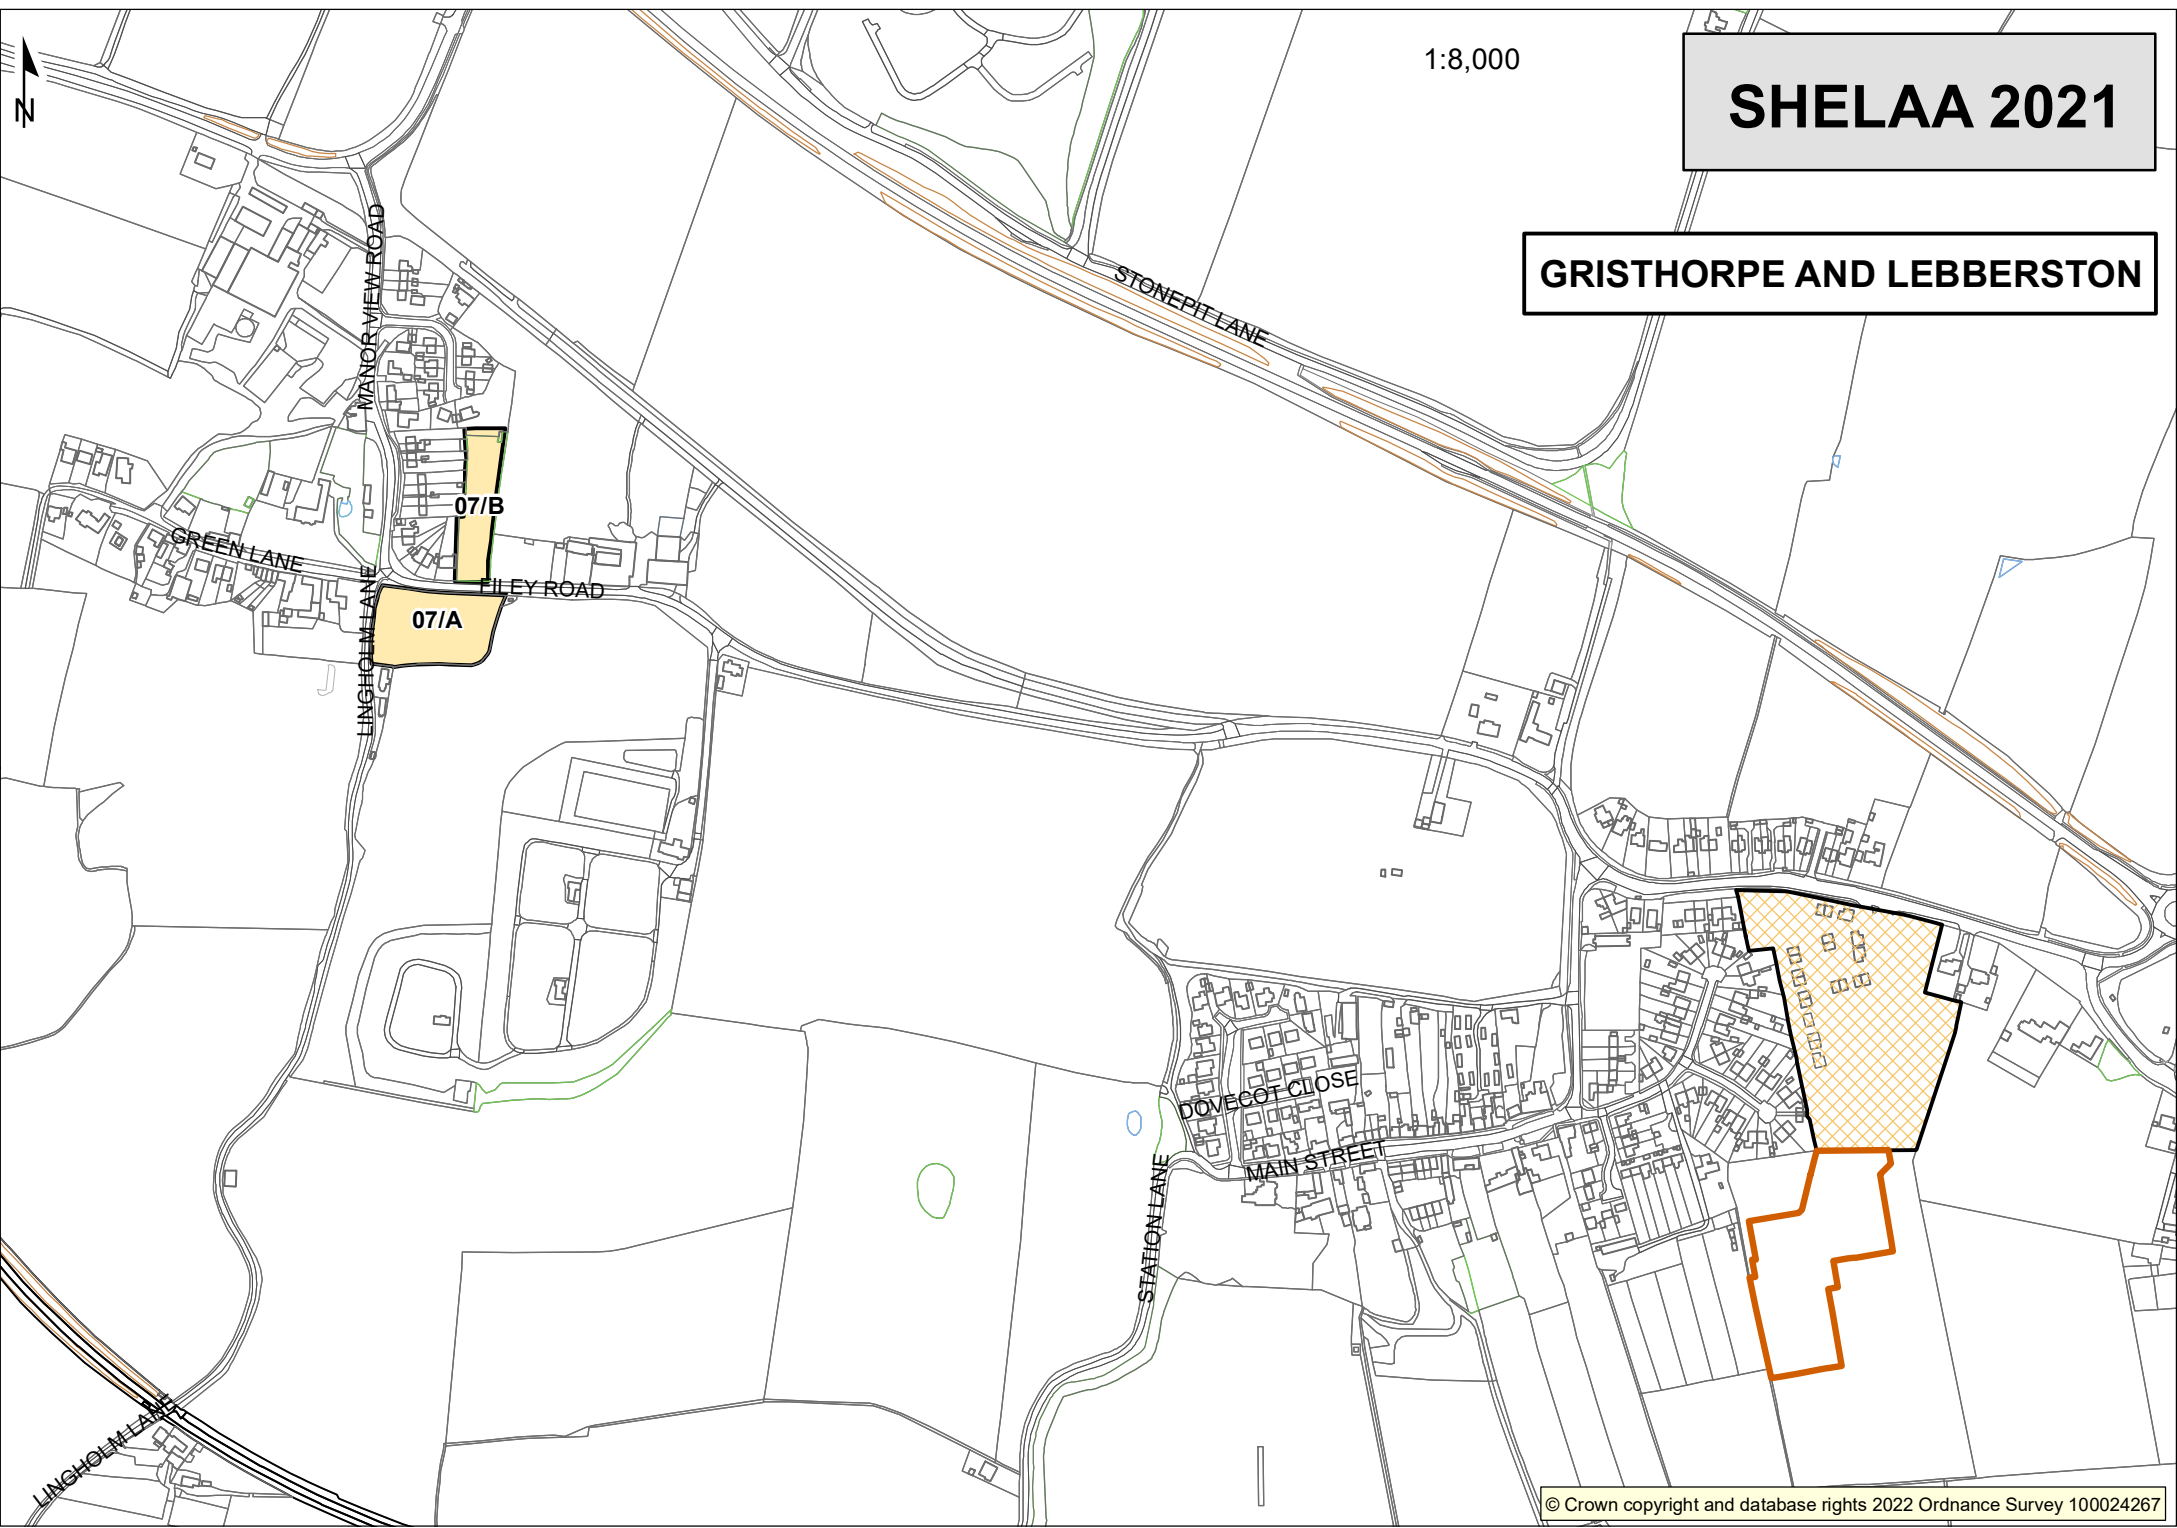 1:8,000
SHELAA 2021
N
GRISTHORPE AND LEBBERSTON
STONEPIT LANE
MANOR VIEW ROAD
07/B
GREEN LANE
FILEY ROAD
07/A
LINGHOLM LANE
DOVECOT CLOSE
MAIN STREET
STATION LANE
LINGHOLM LANE
© Crown copyright and database rights 2022 Ordnance Survey 100024267